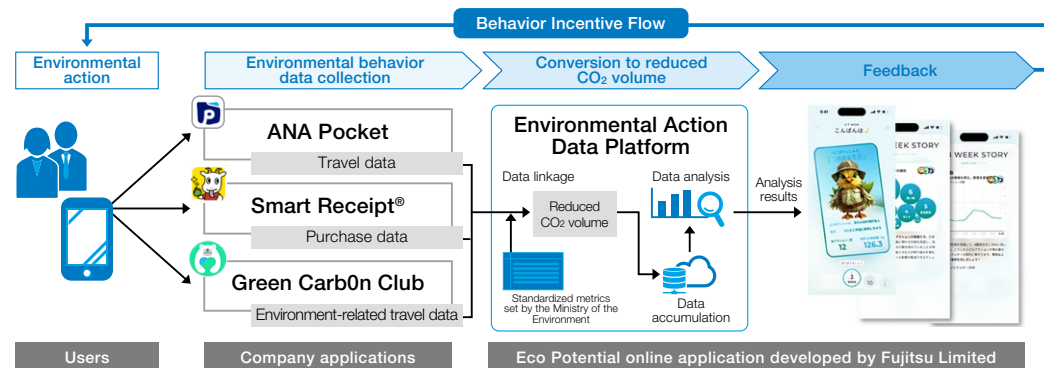 Behavior Incentive Flow
Environmental
action
Environmental behavior
data collection
Conversion to reduced
CO₂ volume
Feedback
ANA Pocket
Travel data
Smart Receipt®
Purchase data
Green Carb0n Club
Environment-related travel data
Environmental Action
Data Platform
Data linkage
Data analysis
Reduced
CO₂ volume
Standardized metrics
set by the Ministry of the
Environment
Data
accumulation
Analysis
results
こんばんは
12
126.3
3
10
EEK STORY
WEEK STORY
Users
Company applications
Eco Potential online application developed by Fujitsu Limited